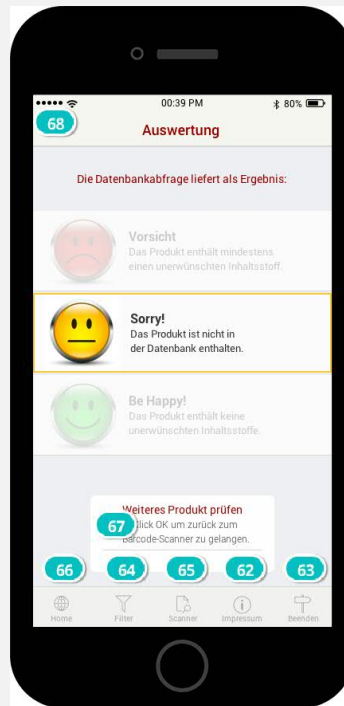 00:39 PM
80%
68
Auswertung
Die Datenbankabfrage liefert als Ergebnis:
Vorsicht
Das Produkt enthält mindestens
einen unerwünschten Inhaltsstoff.
Sorry!
Das Produkt ist nicht in
der Datenbank enthalten.
Be Happy!
Das Produkt enthält keine
unerwünschten Inhaltsstoffe.
Weiteres Produkt prüfen
67
Click OK um zurück zum
Barcode-Scanner zu gelangen.
66 64 65 62 63
Home Filter Scanner Impressum Beenden